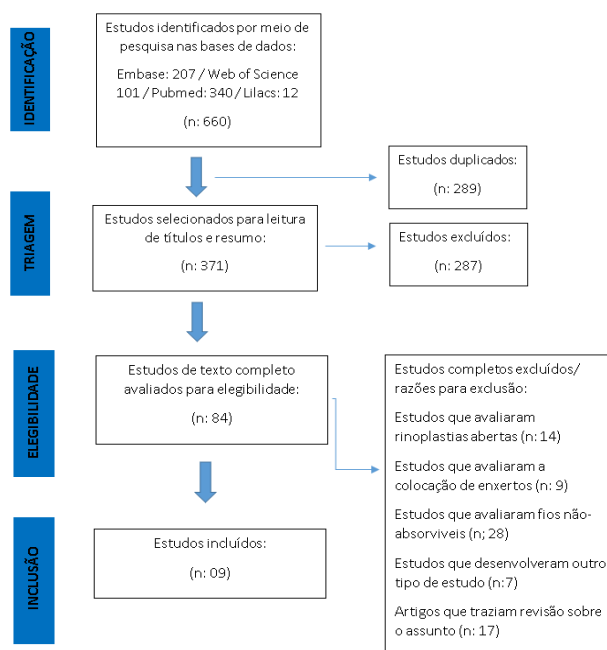 IDENTIFICAÇÃO
Estudos identificados por meio de
pesquisa nas bases de dados:
Embase: 207 / Web of Science
101 / Pubmed: 340 / Lilacs: 12
(n: 660)
Estudos duplicados:
(n: 289)
TRIAGEM
Estudos selecionados para leitura
de títulos e resumo:
(n: 371)
Estudos excluídos:
(n: 287)
ELEGIBILIDADE
Estudos de texto completo
avaliados para elegibilidade:
(n: 84)
Estudos completos excluídos/
razões para exclusão:
Estudos que avaliaram
rinoplastias abertas (n: 14)
Estudos que avaliaram a
colocação de enxertos (n: 9)
Estudos que avaliaram fios não-
absorviveis (n; 28)
Estudos que desenvolveram outro
tipo de estudo (n:7)
Artigos que traziam revisão sobre
o assunto (n: 17)
INCLUSÃO
Estudos incluídos:
(n: 09)